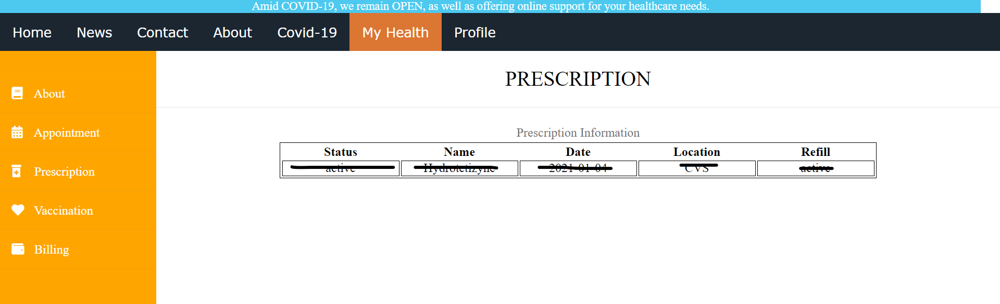 Amid COVID-19, we remain OPEN, as well as offering online support for your healthcare needs.
Home News Contact About Covid-19 My Health Profile
PRESCRIPTION
About
Appointment
Prescription
Vaccination
Billing
Prescription Information
Status Name Date Location Refill
active 2021-01-04 CVS active